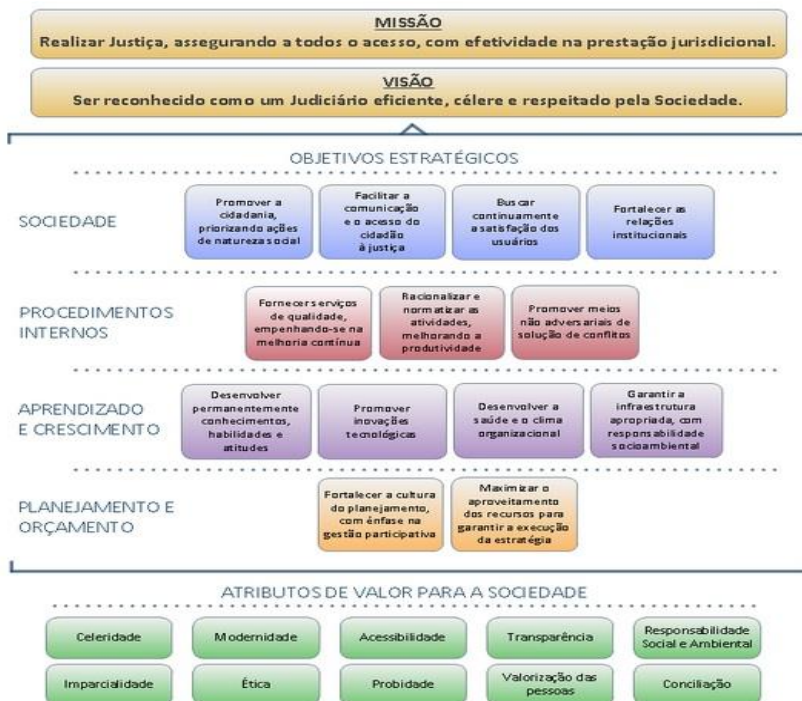 MISSÃO
Realizar Justiça, assegurando a todos o acesso, com efetividade na prestação jurisdicional.
VISÃO
Ser reconhecido como um Judiciário eficiente, célere e respeitado pela Sociedade.
OBJETIVOS ESTRATÉGICOS
SOCIEDADE
Promover a
cidadania,
priorizando ações
de natureza social
Facilitar a
comunicação
e o acesso do
cidadão
à justiça
Buscar
continuamente
a satisfação dos
usuários
Fortalecer as
relações
institucionais
PROCEDIMENTOS
INTERNOS
Fornecer serviços
de qualidade,
empenhando-se na
melhoria contínua
Racionalizar e
normatizar as
atividades,
melhorando a
produtividade
Promover meios
não adversariais de
solução de conflitos
APRENDIZADO
E CRESCIMENTO
Desenvolver
permanentemente
conhecimentos,
habilidades e
atitudes
Promover
inovações
tecnológicas
Desenvolver a
saúde e o clima
organizacional
Garantir a
infraestrutura
apropriada, com
responsabilidade
socioambiental
PLANEJAMENTO E
ORÇAMENTO
Fortalecer a cultura
do planejamento,
com ênfase na
gestão participativa
Maximizar o
aproveitamento
dos recursos para
garantir a execução
da estratégia
ATRIBUTOS DE VALOR PARA A SOCIEDADE
Celeridade
Modernidade
Acessibilidade
Transparência
Responsabilidade
Social e Ambiental
Imparcialidade
Ética
Probidade
Valorização das
pessoas
Conciliação